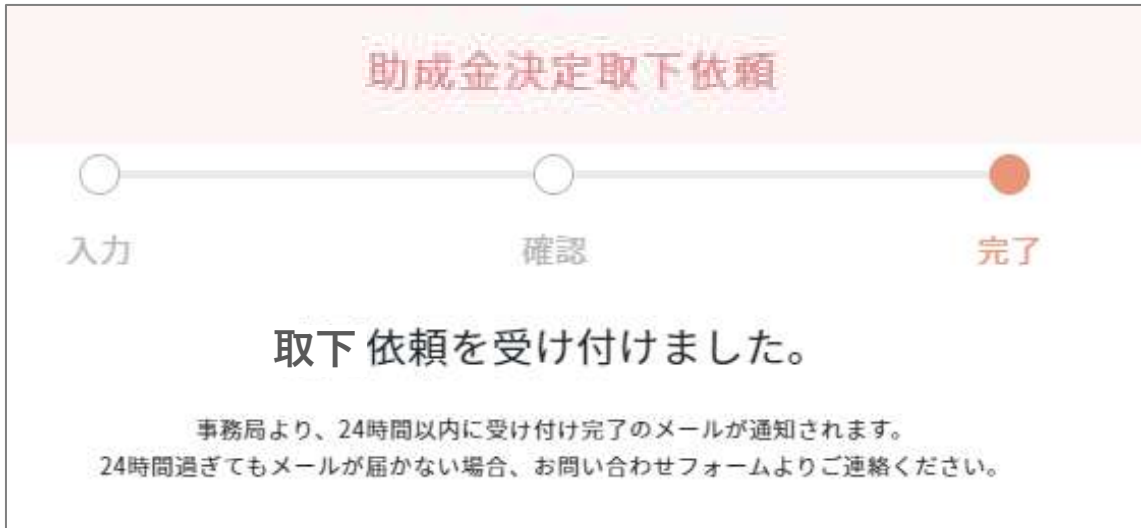 助成金決定取下依頼
入力 確認 完了
取下 依頼を受け付けました。
事務局より、24時間以内に受け付け完了のメールが通知されます。
24時間過ぎてもメールが届かない場合、お問い合わせフォームよりご連絡ください。